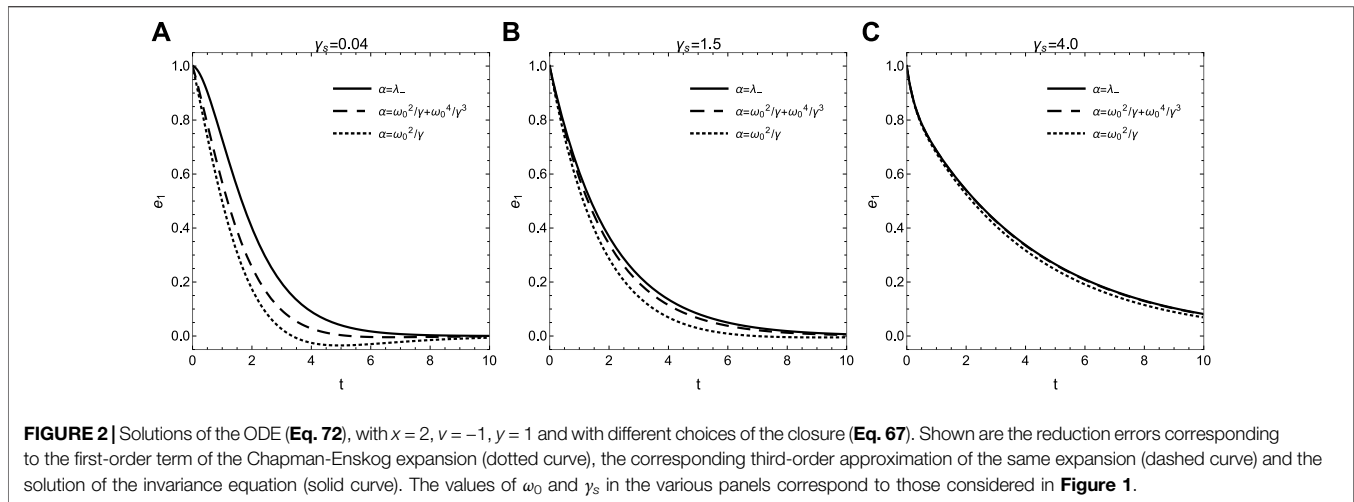 A
γs=0.04
1.0
0.8
0.6
0.4
0.2
0.0
e₁
α=λ₋
α=ω₀²/γ+ω₀⁴/γ³
α=ω₀²/γ
0 2 4 6 8 10
t
B
γs=1.5
1.0
0.8
0.6
0.4
0.2
0.0
e₁
α=λ₋
α=ω₀²/γ+ω₀⁴/γ³
α=ω₀²/γ
0 2 4 6 8 10
t
C
γs=4.0
1.0
0.8
0.6
0.4
0.2
0.0
e₁
α=λ₋
α=ω₀²/γ+ω₀⁴/γ³
α=ω₀²/γ
0 2 4 6 8 10
t
FIGURE 2 | Solutions of the ODE (Eq. 72), with x = 2, v = −1, y = 1 and with different choices of the closure (Eq. 67). Shown are the reduction errors corresponding
to the first-order term of the Chapman-Enskog expansion (dotted curve), the corresponding third-order approximation of the same expansion (dashed curve) and the
solution of the invariance equation (solid curve). The values of ω₀ and γs in the various panels correspond to those considered in Figure 1.